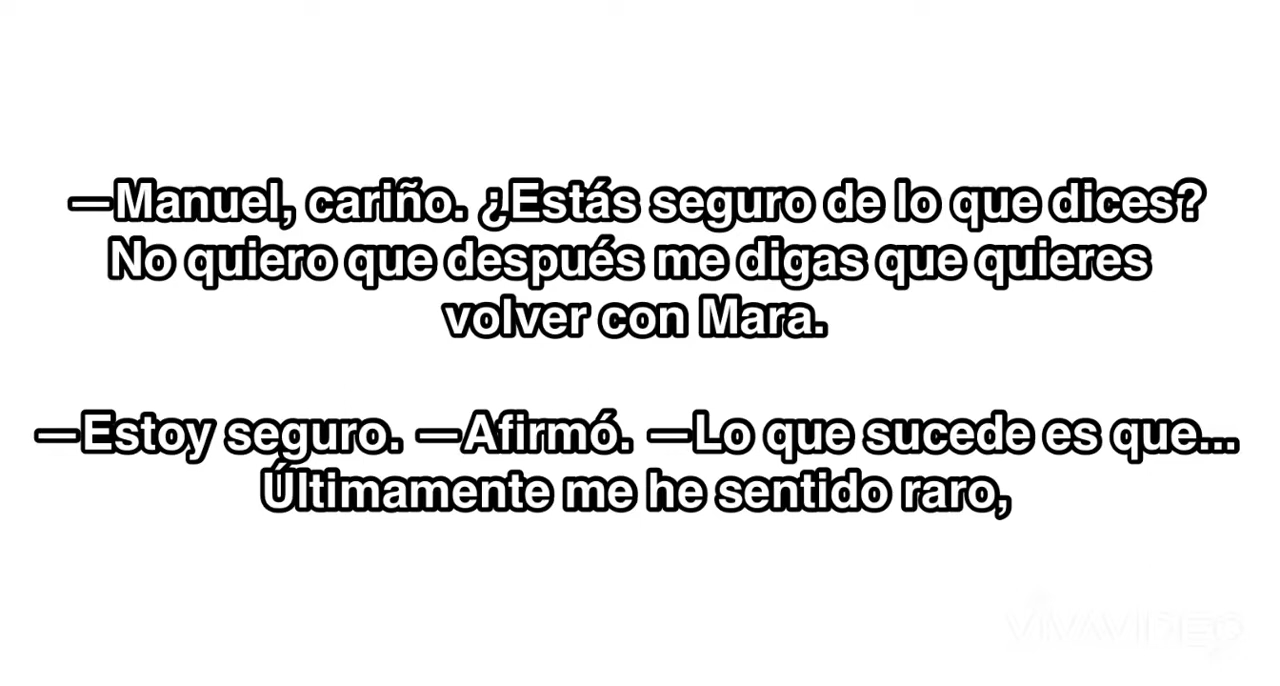 —Manuel, cariño. ¿Estás seguro de lo que dices?
No quiero que después me digas que quieres
volver con Mara.
—Estoy seguro. —Afirmó. —Lo que sucede es que...
Últimamente me he sentido raro,
VIVAVIDEO